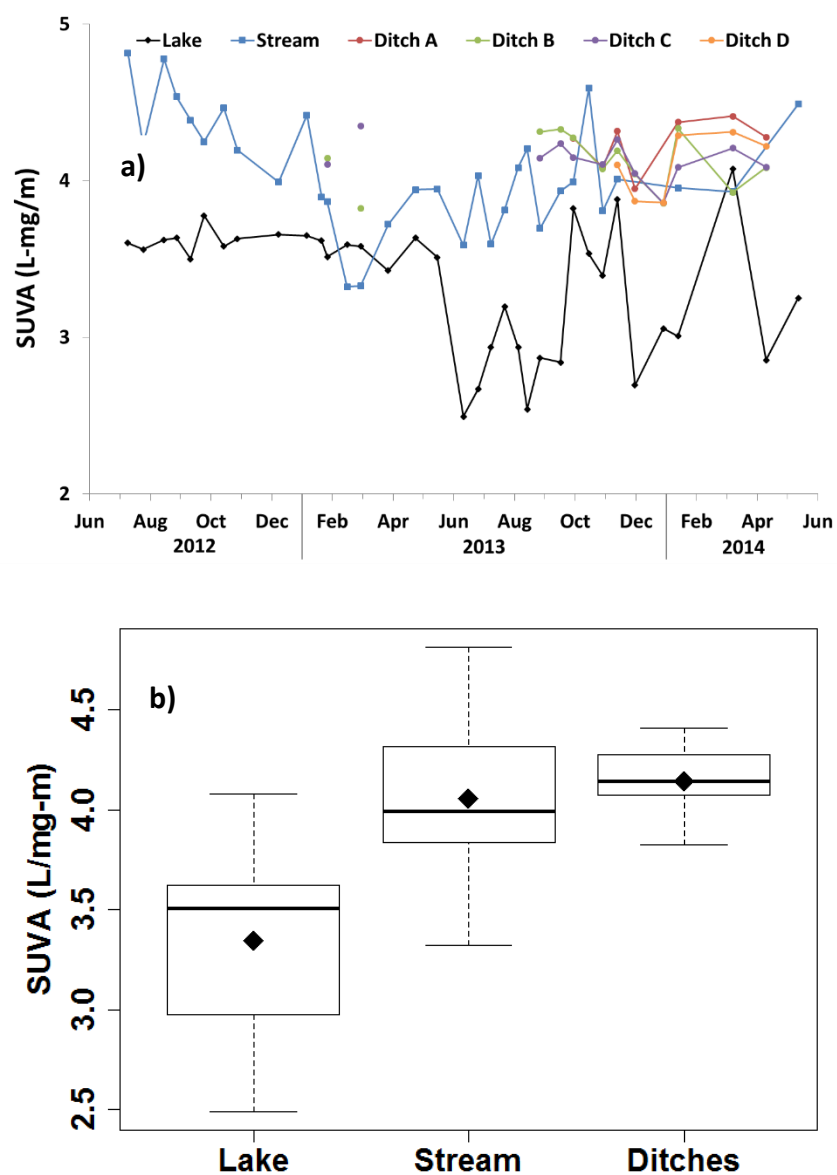 5
Lake Stream Ditch A Ditch B Ditch C Ditch D
a)
4
SUVA (L-mg/m)
3
2
Jun Aug Oct Dec Feb Apr Jun Aug Oct Dec Feb Apr Jun
2012 2013 2014
b)
4.5
4.0
SUVA (L/mg-m)
3.5
3.0
2.5
Lake Stream Ditches